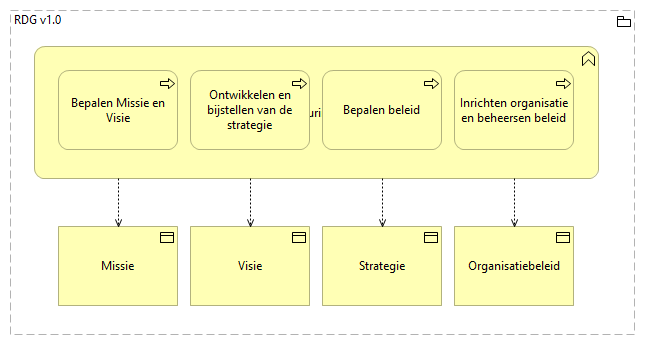 RDG v1.0
Bepalen Missie en
Visie
Ontwikkelen en
bijstellen van de
strategie
Bepalen beleid
Inrichten organisatie
en beheersen beleid
Missie
Visie
Strategie
Organisatiebeleid